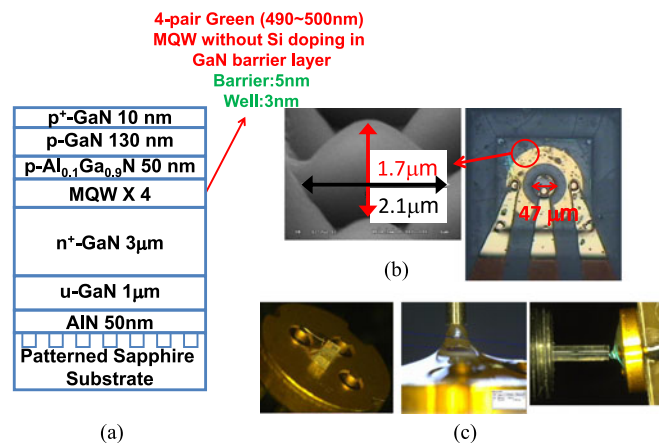 4-pair Green (490~500nm)
MQW without Si doping in
GaN barrier layer
Barrier:5nm
Well:3nm
p⁺-GaN 10 nm
p-GaN 130 nm
p-Al₀.₁Ga₀.₉N 50 nm
MQW X 4
n⁺-GaN 3μm
u-GaN 1μm
AlN 50nm
Patterned Sapphire
Substrate
(a)
1.7μm
2.1μm
47 μm
(b)
(c)